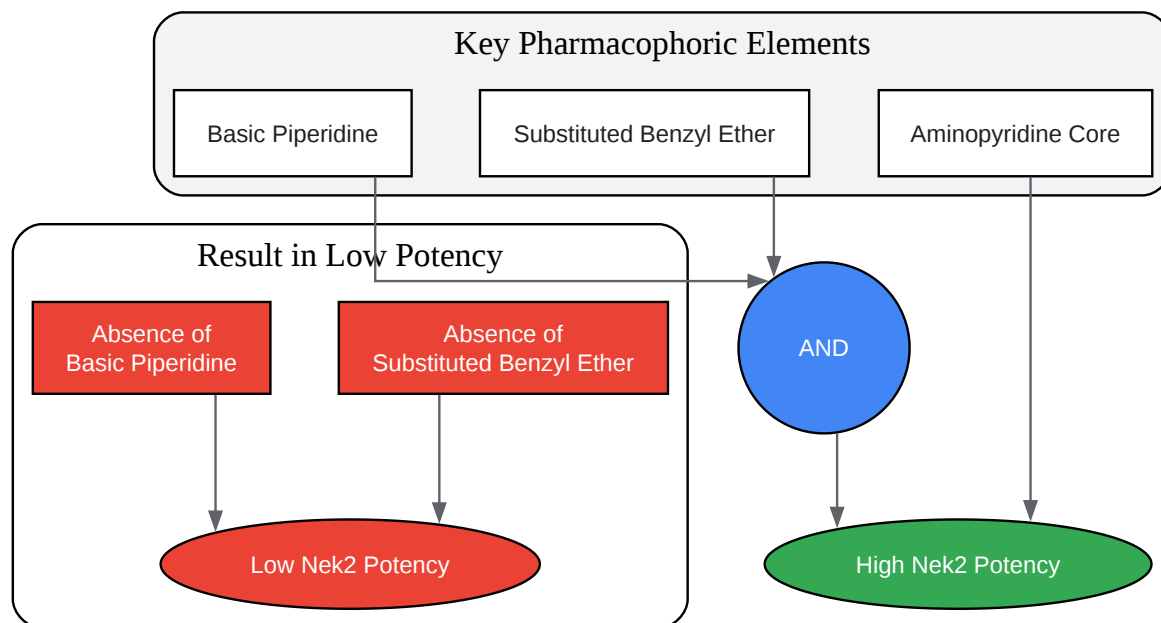 Key Pharmacophoric Elements
Basic Piperidine
Substituted Benzyl Ether
Aminopyridine Core
Result in Low Potency
Absence of
Basic Piperidine
Absence of
Substituted Benzyl Ether
AND
Low Nek2 Potency
High Nek2 Potency